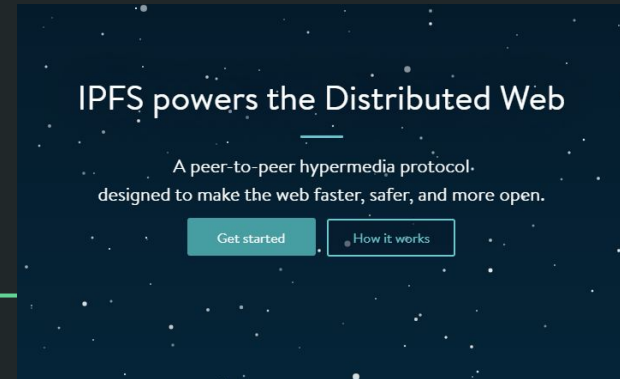 IPFS powers the Distributed Web
A peer-to-peer hypermedia protocol
designed to make the web faster, safer, and more open.
Get started
How it works